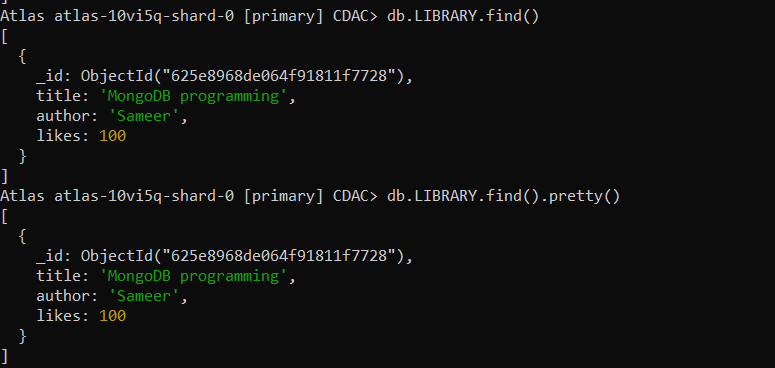 Atlas atlas-10vi5q-shard-0 [primary] CDAC> db.LIBRARY.find()
[
  {
    _id: ObjectId("625e8968de064f91811f7728"),
    title: 'MongoDB programming',
    author: 'Sameer',
    likes: 100
  }
]
Atlas atlas-10vi5q-shard-0 [primary] CDAC> db.LIBRARY.find().pretty()
[
  {
    _id: ObjectId("625e8968de064f91811f7728"),
    title: 'MongoDB programming',
    author: 'Sameer',
    likes: 100
  }
]